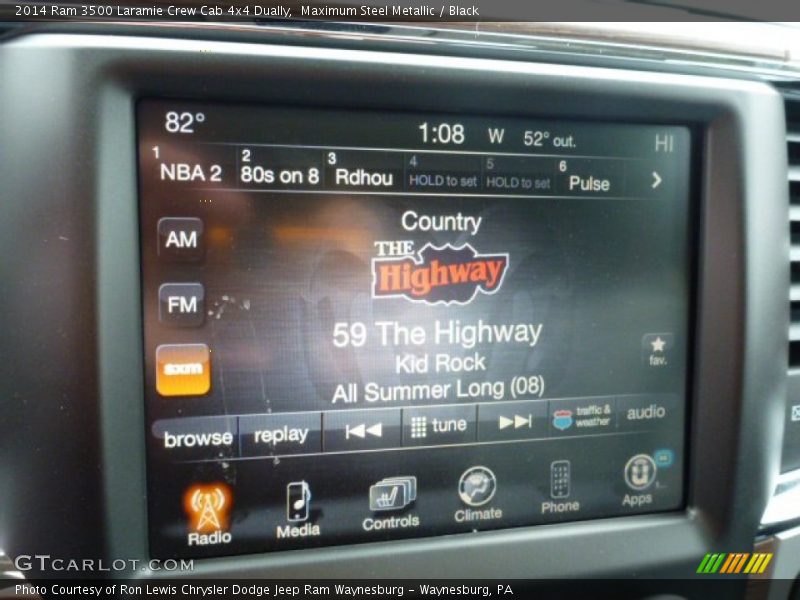 2014 Ram 3500 Laramie Crew Cab 4x4 Dually,  Maximum Steel Metallic / Black
82° 1:08 W 52° out. HI
1 NBA 2 2 80s on 8 3 Rdhou 4 HOLD to set 5 HOLD to set 6 Pulse >
Country
AM
THE
Highway
FM
59 The Highway
Kid Rock
fav.
sxm
All Summer Long (08)
browse replay tune traffic & weather audio
Radio Media Controls Climate Phone Apps
GTCARLOT.COM
Photo Courtesy of Ron Lewis Chrysler Dodge Jeep Ram Waynesburg - Waynesburg, PA